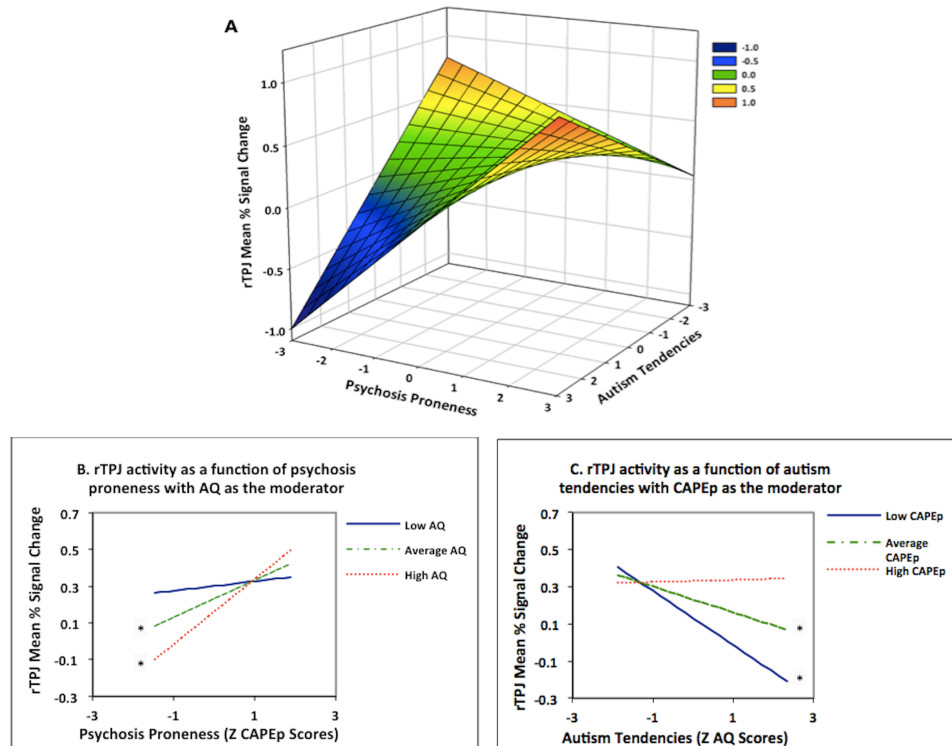 A
rTPJ Mean % Signal Change
1.0
0.5
0.0
-0.5
-1.0
-3
-2
-1
0
1
2
3
Psychosis Proneness
3
2
1
0
-1
-2
-3
Autism Tendencies
-1.0
-0.5
0.0
0.5
1.0
B. rTPJ activity as a function of psychosis
proneness with AQ as the moderator
rTPJ Mean % Signal Change
0.7
0.5
0.3
0.1
-0.1
-0.3
*
*
-3
-1
1
3
Psychosis Proneness (Z CAPEp Scores)
Low AQ
Average AQ
High AQ
C. rTPJ activity as a function of autism
tendencies with CAPEp as the moderator
rTPJ Mean % Signal Change
0.7
0.5
0.3
0.1
-0.1
-0.3
*
*
-3
-1
1
3
Autism Tendencies (Z AQ Scores)
Low CAPEp
Average
CAPEp
High CAPEp